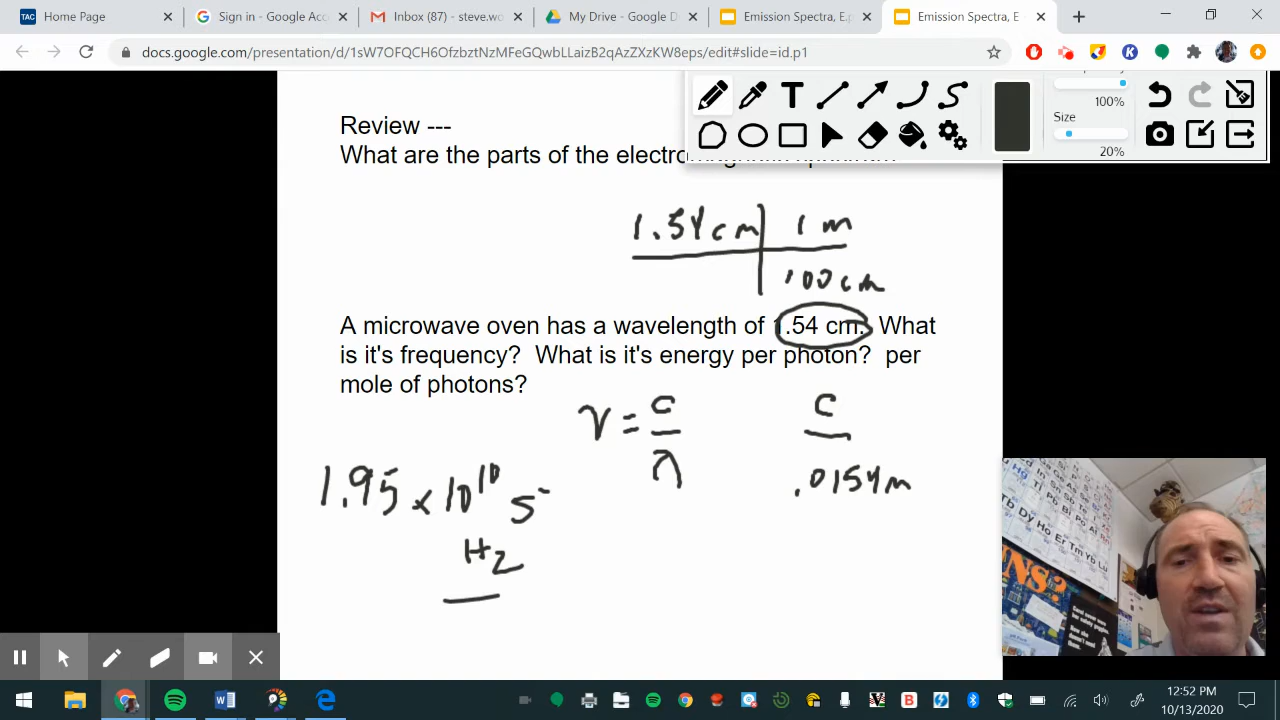 Home Page
Sign in - Google Acc
Inbox (87) - steve.wo
My Drive - Google D
Emission Spectra, E.p
Emission Spectra, E
docs.google.com/presentation/d/1sW7OFQCH6OfzbztNzMFeGQwbLLaizB2qAzZXzKW8eps/edit#slide=id.p1
100%
Size
20%
Review ---
What are the parts of the
1.54 cm 1 m
100 cm
A microwave oven has a wavelength of 1.54 cm. What
is it's frequency? What is it's energy per photon? per
mole of photons?
ν = c
λ
c
.0154 m
1.95 x 10^10 s-
Hz
12:52 PM
10/13/2020